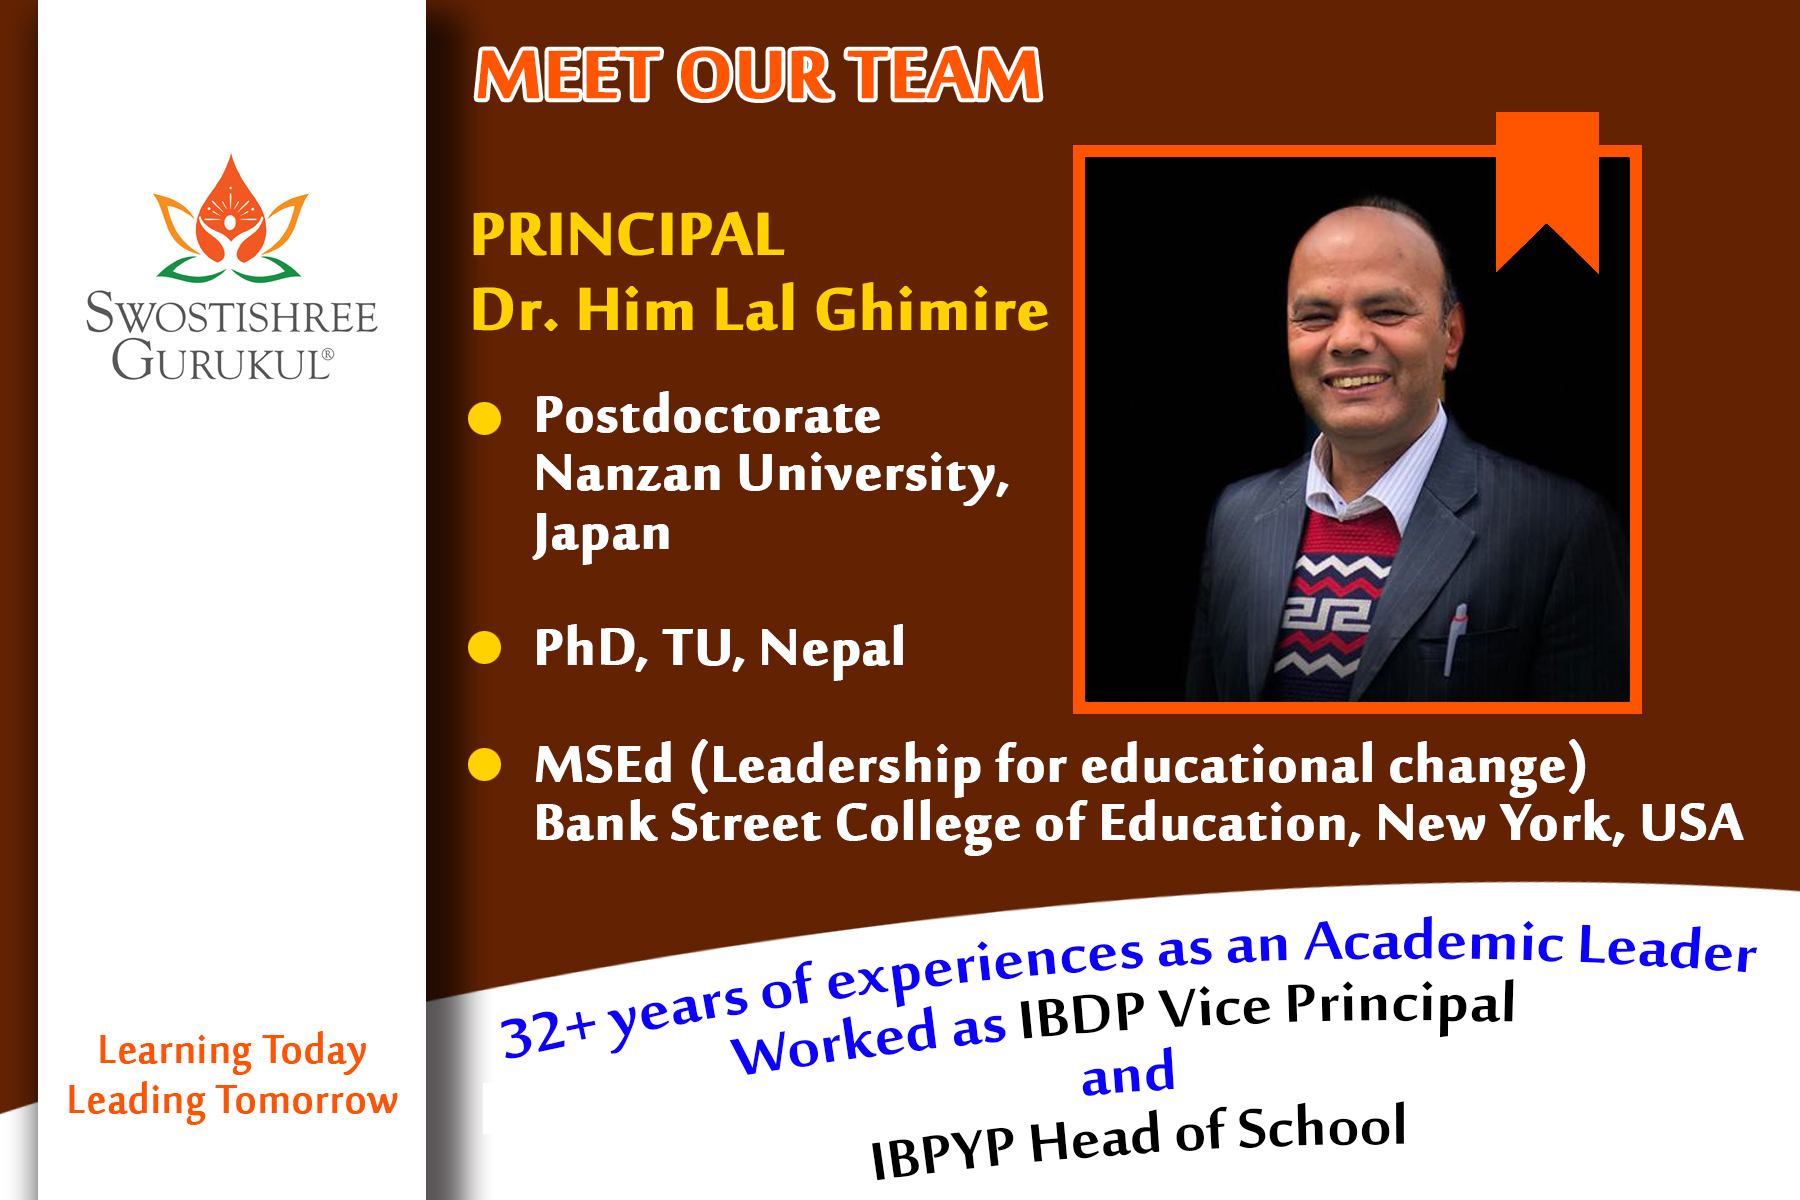 MEET OUR TEAM
SWOSTISHREE
GURUKUL®
PRINCIPAL
Dr. Him Lal Ghimire
Postdoctorate
Nanzan University,
Japan
PhD, TU, Nepal
MSEd (Leadership for educational change)
Bank Street College of Education, New York, USA
32+ years of experiences as an Academic Leader
Worked as IBDP Vice Principal
and
IBPYP Head of School
Learning Today
Leading Tomorrow